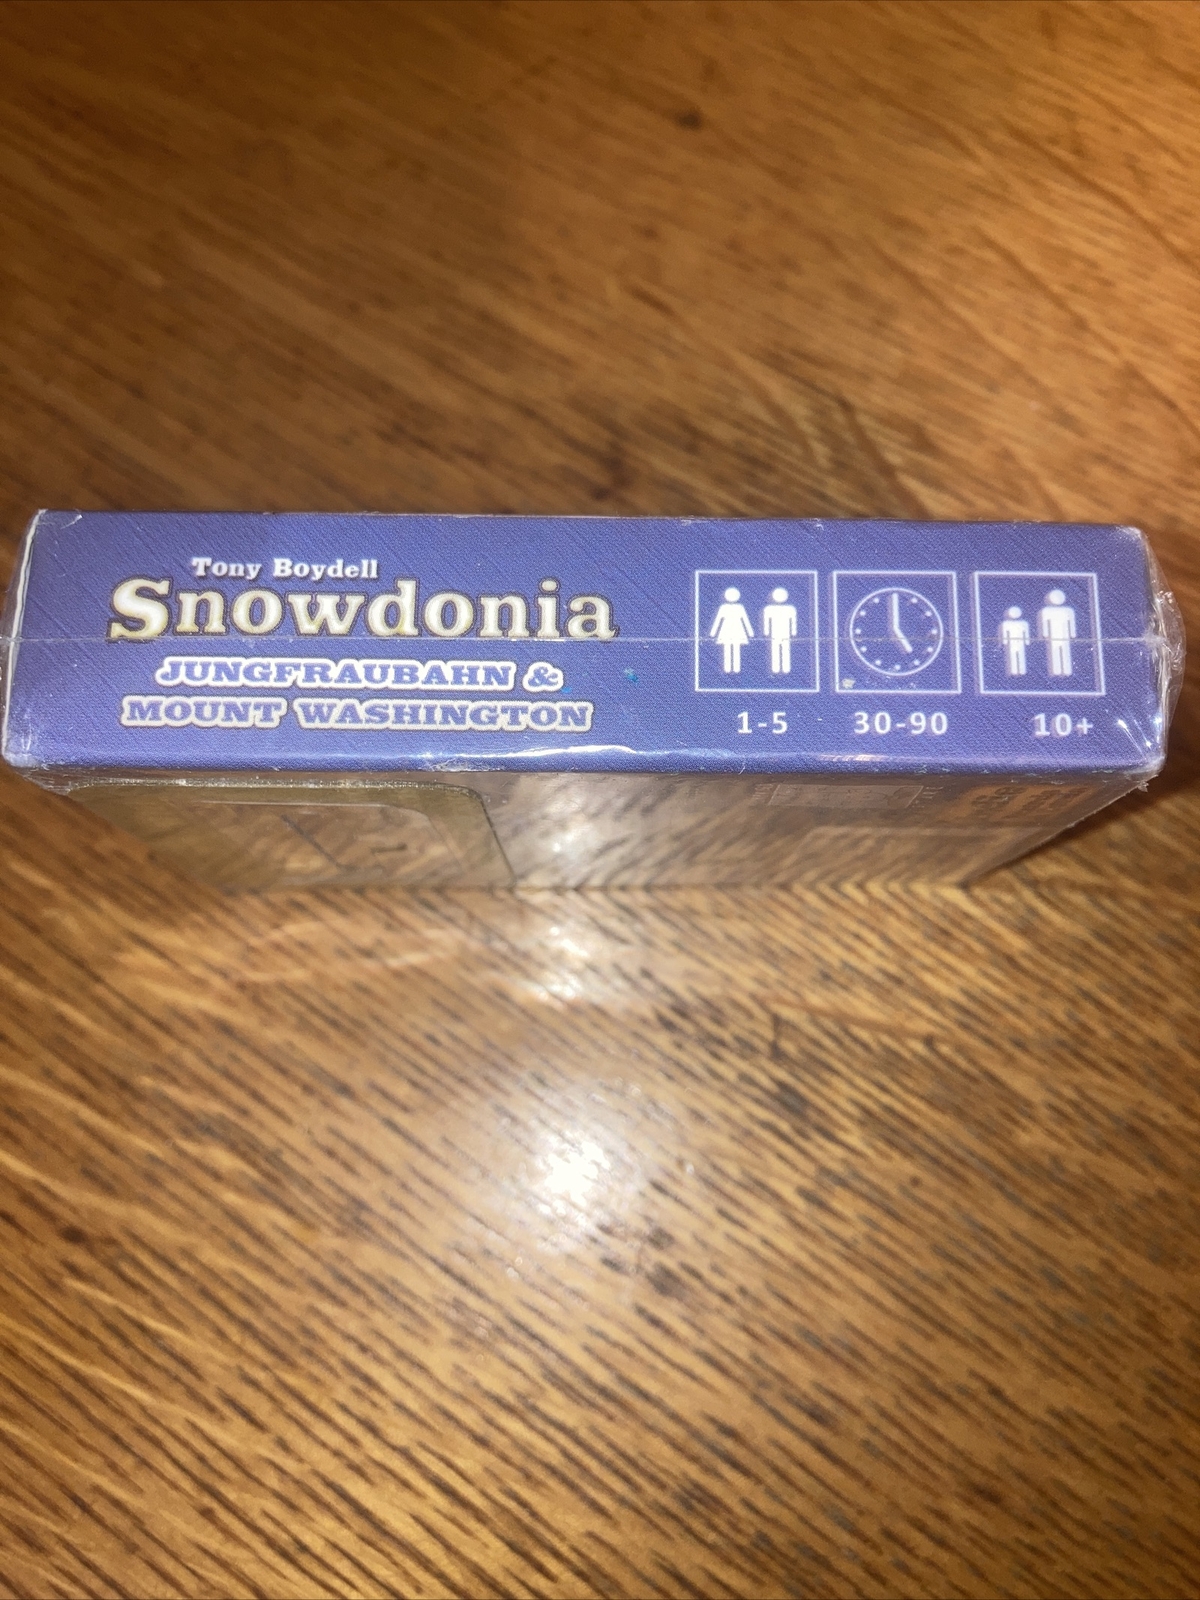 Tony Boydell
Snowdonia
JUNGFRAUBAHN &
MOUNT WASHINGTON
1-5 30-90 10+